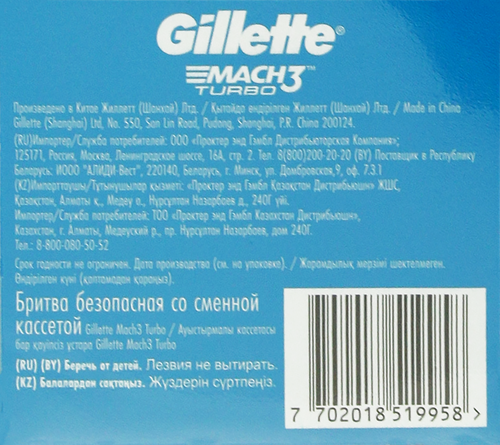 Gillette®
MACH3™
TURBO
Произведено в Китае Жиллетт (Шанхай) Лтд. / Қытайда өндірілген Жиллетт (Шанхай) Лтд. / Made in China
Gillette (Shanghai) Ltd, No. 550, San Lin Road, Pudong, Shanghai, P.R. China 200124.
(RU)Импортер/Служба потребителей: ООО «Проктер энд Гэмбл Дистрибьюторская Компания»;
125171, Россия, Москва, Ленинградское шоссе, 16А, стр. 2. Тел. 8(800)200-20-20 (BY) Поставщик в Республику
Беларусь: ИООО "АЛИДИ-Вест", 220140, Беларусь, г. Минск, ул. Домбровская,9, оф. 7.3.1
(KZ)Импорттаушы/Тұтынушылар қызметі: «Проктер энд Гэмбл Қазақстан Дистрибьюшн» ЖШС,
Қазақстан, Алматы қ., Медеу а., Нұрсұлтан Назарбаев д., 240Г үйі.
Импортер/Служба потребителей: ТОО «Проктер энд Гэмбл Казахстан Дистрибьюшн»,
Казахстан, г. Алматы, Медеуский р., пр. Нұрсұлтан Назарбаев, дом 240Г.
Тел.: 8-800-080-50-52
Срок годности не ограничен. Дата производства (см. на упаковке). / Жарамдылық мерзімі шектелмеген.
Өндірілген күні (қаптамадан қараңыз).
Бритва безопасная со сменной
кассетой Gillette Mach3 Turbo / Ауыстырмалы кассетасы
бар қауіпсіз ұстара Gillette Mach3 Turbo
(RU) (BY) Беречь от детей. Лезвия не вытирать.
(KZ) Балалардан сақтаңыз. Жүздерін сүртпеңіз.
7 702018 519958 >